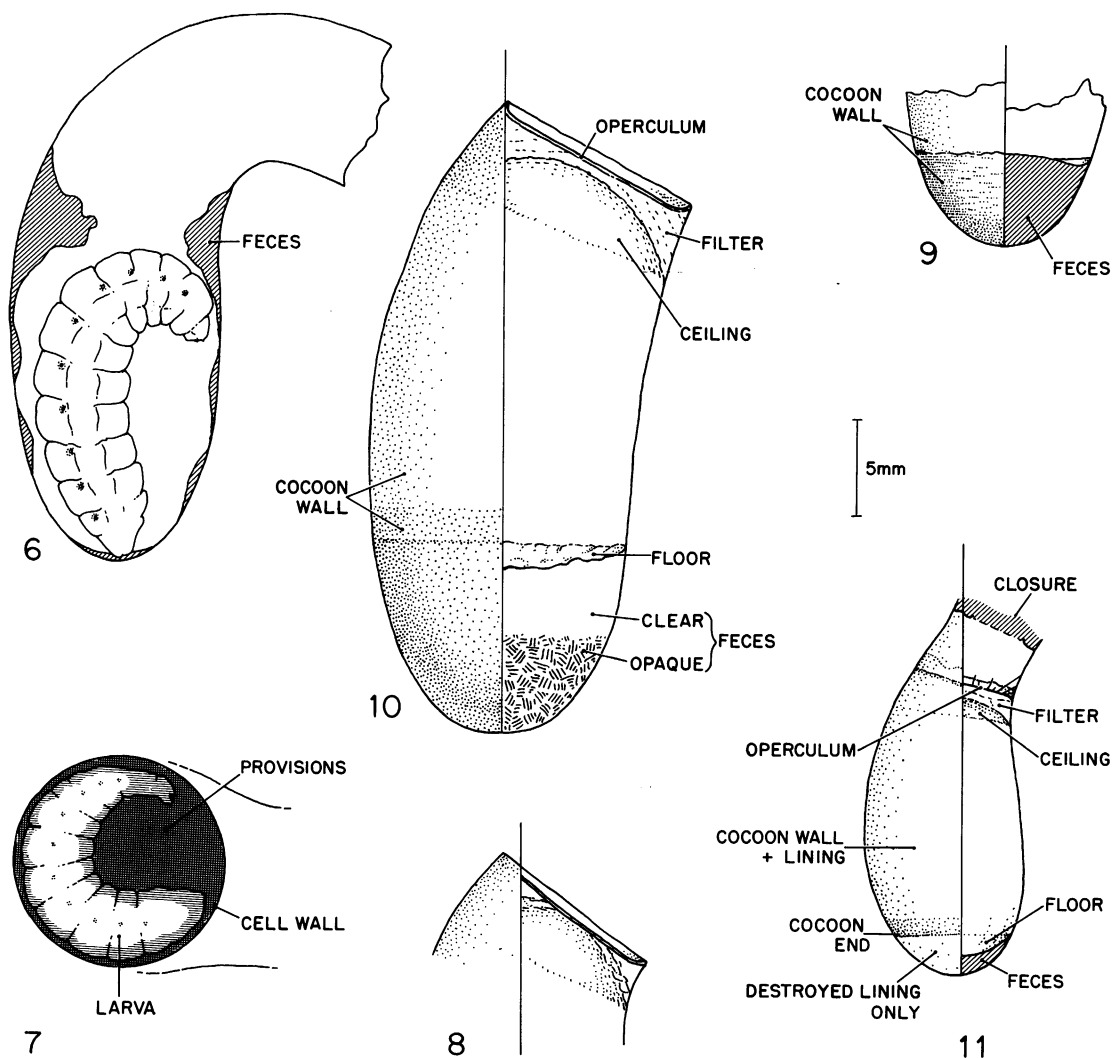 FECES
6
OPERCULUM
FILTER
CEILING
COCOON
WALL
FLOOR
CLEAR
FECES
OPAQUE
10
COCOON
WALL
9
FECES
5mm
PROVISIONS
CELL WALL
LARVA
7
8
CLOSURE
FILTER
OPERCULUM
CEILING
COCOON WALL
+ LINING
FLOOR
COCOON
END
FECES
DESTROYED LINING
ONLY
11